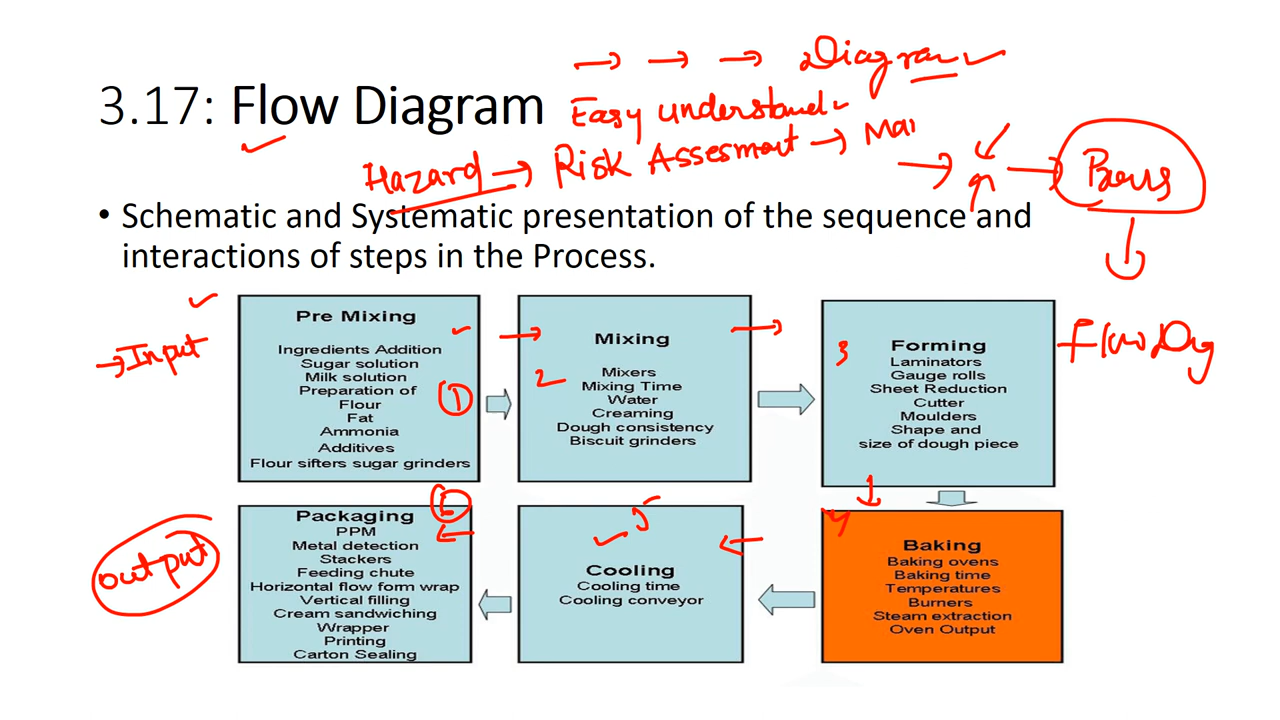 → → → Diagram
3.17: Flow Diagram
Easy understand
Hazard → Risk Assesment → Mai
• Schematic and Systematic presentation of the sequence and
interactions of steps in the Process.
→ Input
Pre Mixing
Ingredients Addition
Sugar solution
Milk solution
Preparation of
Flour
Fat
Ammonia
Additives
Flour sifters sugar grinders
1
Mixing
2
Mixers
Mixing Time
Water
Creaming
Dough consistency
Biscuit grinders
3
Forming
Laminators
Gauge rolls
Sheet Reduction
Cutter
Moulders
Shape and
size of dough piece
4
Baking
Baking ovens
Baking time
Temperatures
Burners
Steam extraction
Oven Output
5
Cooling
Cooling time
Cooling conveyor
Packaging
PPM
Metal detection
Stackers
Feeding chute
Horizontal flow form wrap
Vertical filling
Cream sandwiching
Wrapper
Printing
Carton Sealing
output